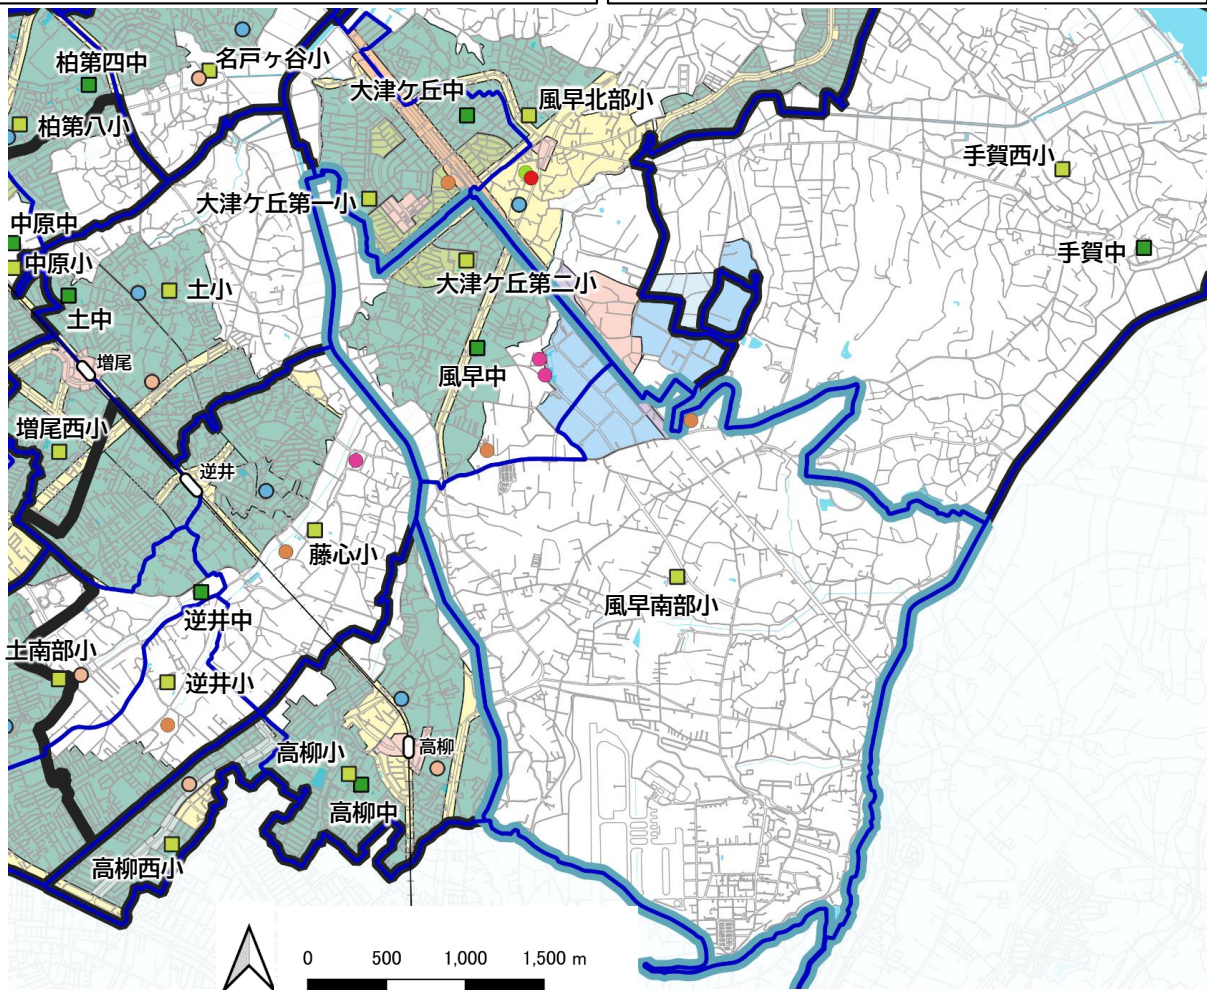 柏第四中
名戸ヶ谷小
大津ケ丘中
風早北部小
柏第八小
手賀西小
大津ケ丘第一小
中原中
手賀中
中原小
大津ケ丘第二小
土小
土中
増尾
風早中
増尾西小
逆井
藤心小
風早南部小
逆井中
土南部小
逆井小
高柳小
高柳
高柳中
高柳西小
0 500 1,000 1,500 m